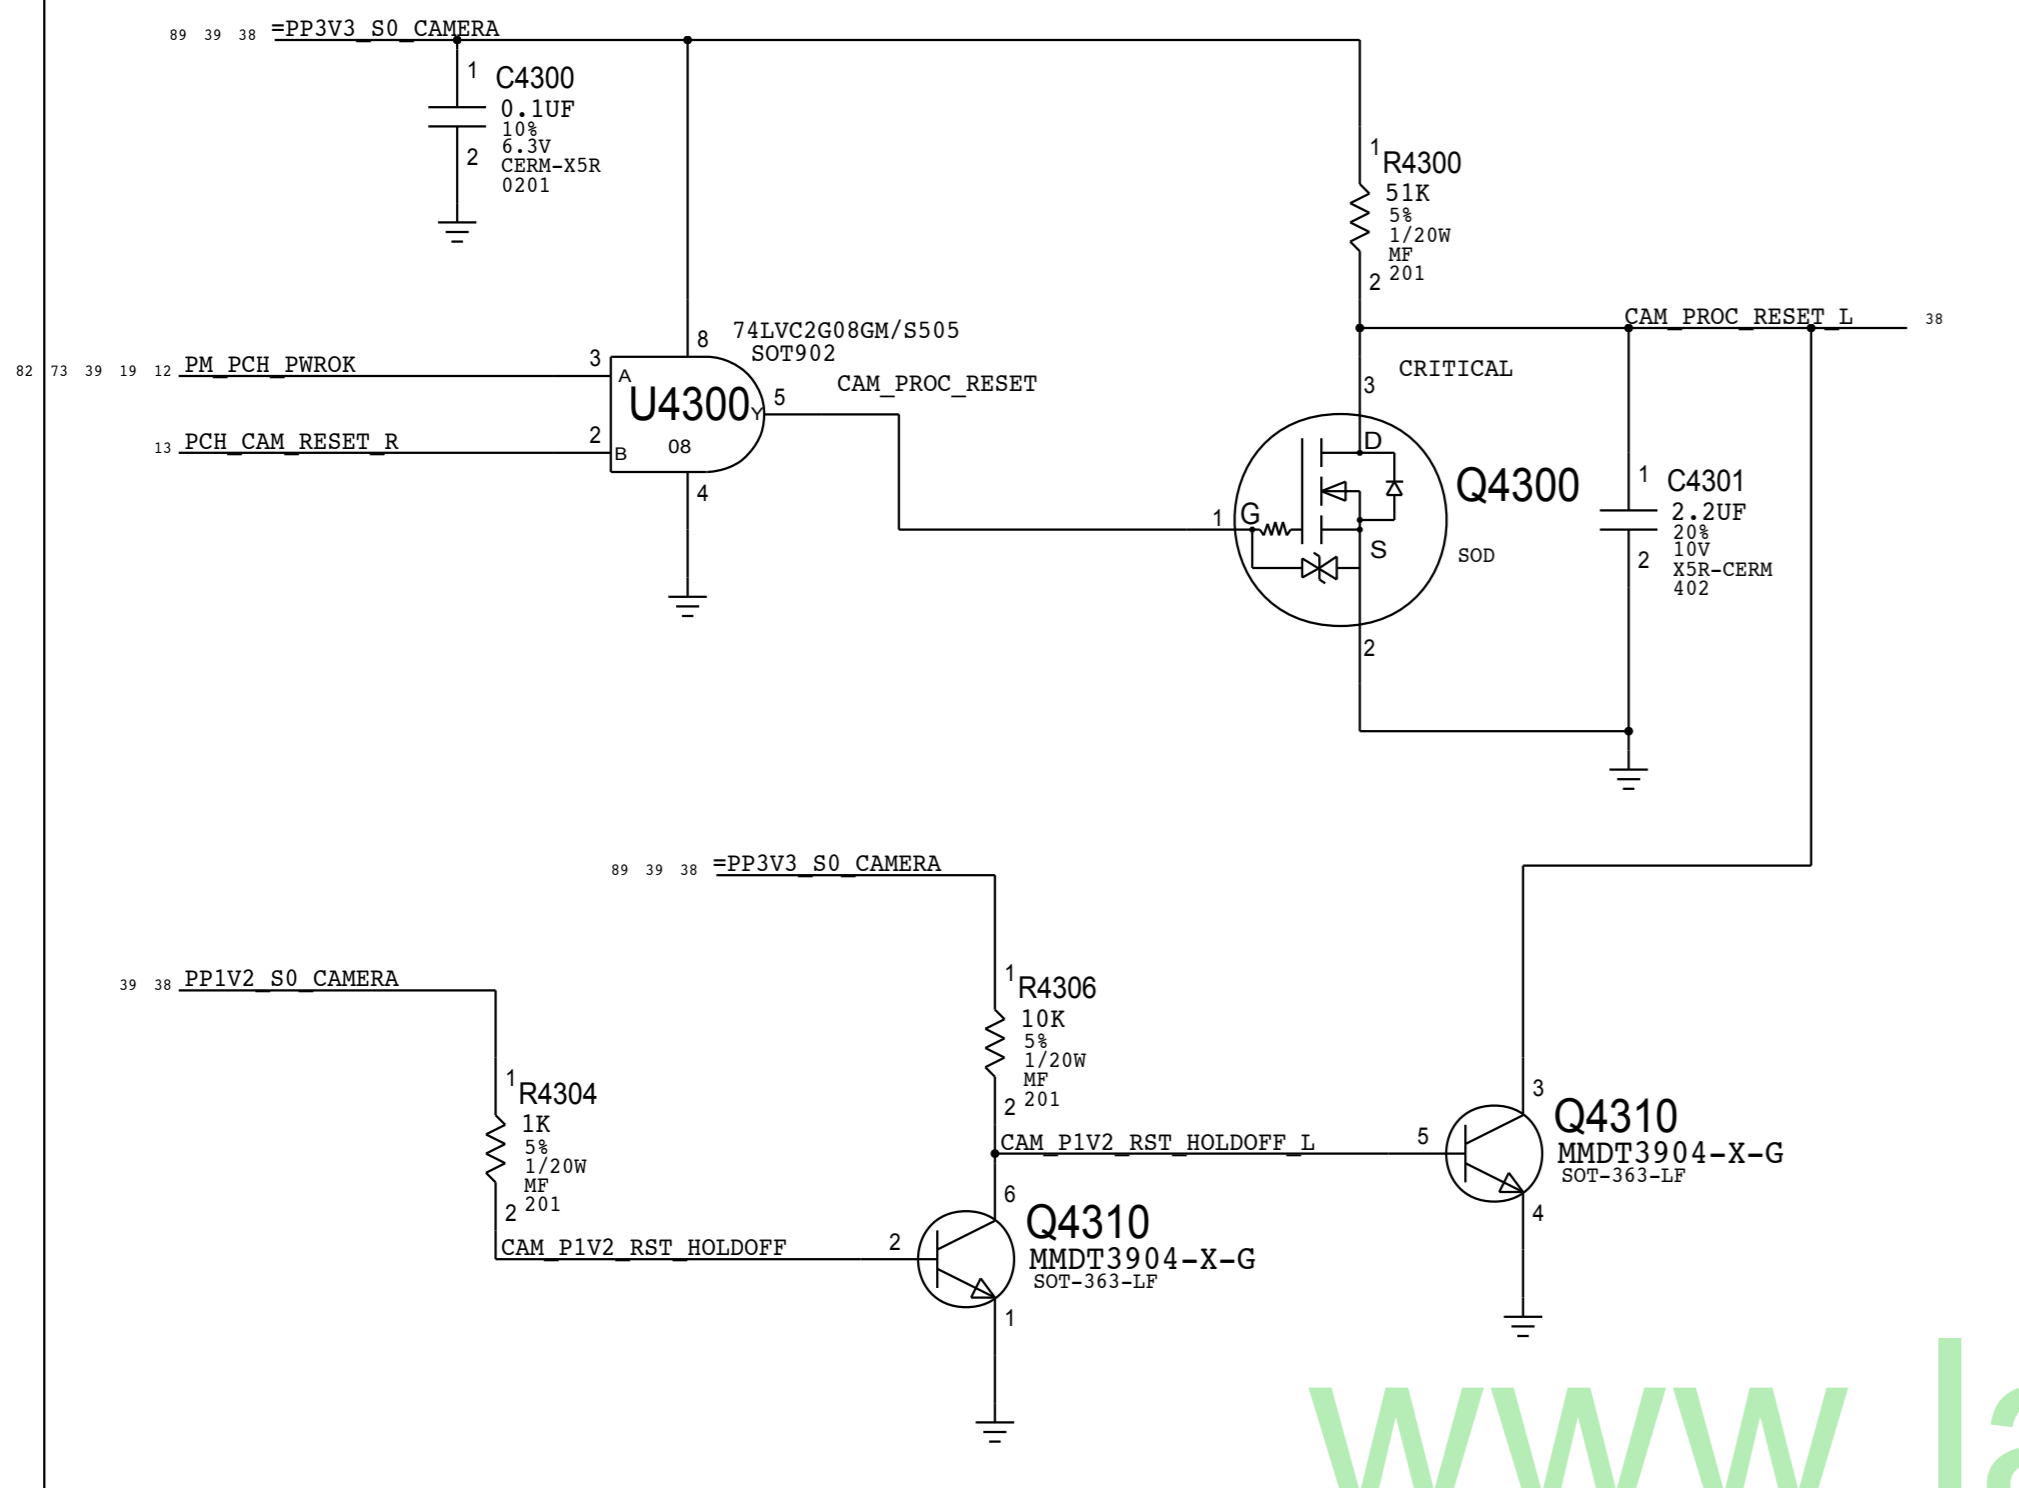 89 39 38 =PP3V3_S0_CAMERA
1
C4300
0.1UF
10%
6.3V
CERM-X5R
0201
2
1
R4300
51K
5%
1/20W
MF
201
2
CAM_PROC_RESET_L 38
82 73 39 19 12 PM_PCH_PWROK
13 PCH_CAM_RESET_R
3
2
8
74LVC2G08GM/S505
SOT902
A
B
U4300
Y
08
5
4
CAM_PROC_RESET
CRITICAL
3
D
1
G
S
2
Q4300
SOD
1
C4301
2.2UF
20%
10V
X5R-CERM
402
2
89 39 38 =PP3V3_S0_CAMERA
39 38 PP1V2_S0_CAMERA
1
R4306
10K
5%
1/20W
MF
201
2
1
R4304
1K
5%
1/20W
MF
201
2
CAM_P1V2_RST_HOLDOFF_L
5
3
Q4310
MMDT3904-X-G
SOT-363-LF
4
CAM_P1V2_RST_HOLDOFF
2
6
Q4310
MMDT3904-X-G
SOT-363-LF
1
www.la